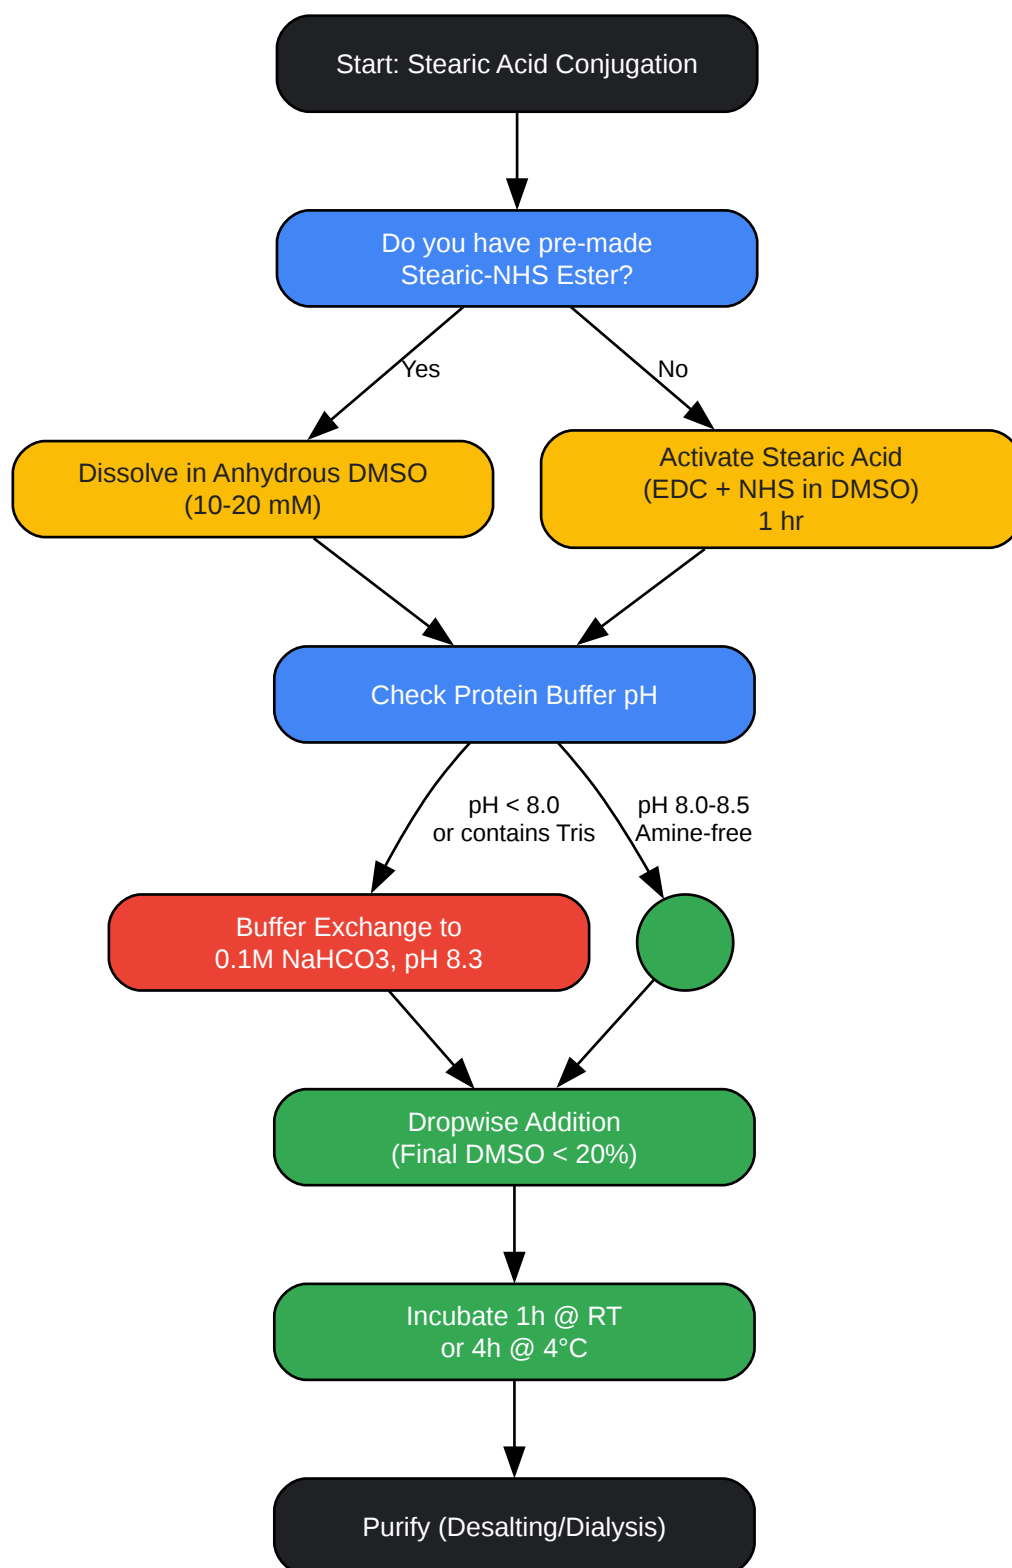 Start: Stearic Acid Conjugation
Do you have pre-made
Stearic-NHS Ester?
Yes
No
Dissolve in Anhydrous DMSO
(10-20 mM)
Activate Stearic Acid
(EDC + NHS in DMSO)
1 hr
Check Protein Buffer pH
pH < 8.0
or contains Tris
pH 8.0-8.5
Amine-free
Buffer Exchange to
0.1M NaHCO3, pH 8.3
Dropwise Addition
(Final DMSO < 20%)
Incubate 1h @ RT
or 4h @ 4°C
Purify (Desalting/Dialysis)